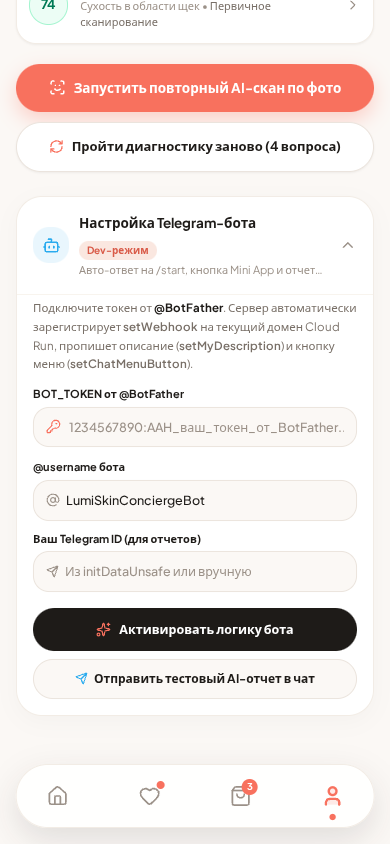 74
Сухость в области щек • Первичное
сканирование
Запустить повторный AI-скан по фото
Пройти диагностику заново (4 вопроса)
Настройка Telegram-бота
Dev-режим
Авто-ответ на /start, кнопка Mini App и отчет...
Подключите токен от @BotFather. Сервер автоматически
зарегистрирует setWebhook на текущий домен Cloud
Run, пропишет описание (setMyDescription) и кнопку
меню (setChatMenuButton).
BOT_TOKEN от @BotFather
1234567890:AAH_ваш_токен_от_BotFather..
@username бота
LumiSkinConciergeBot
Ваш Telegram ID (для отчетов)
Из initDataUnsafe или вручную
Активировать логику бота
Отправить тестовый AI-отчет в чат
3